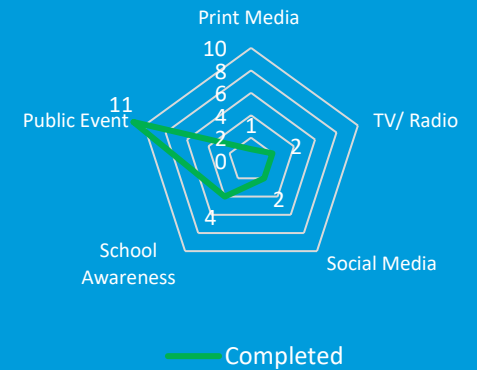 Print Media
10
8
6
4
2
0
1
2
2
4
11
Public Event
TV/ Radio
School
Awareness
Social Media
Completed